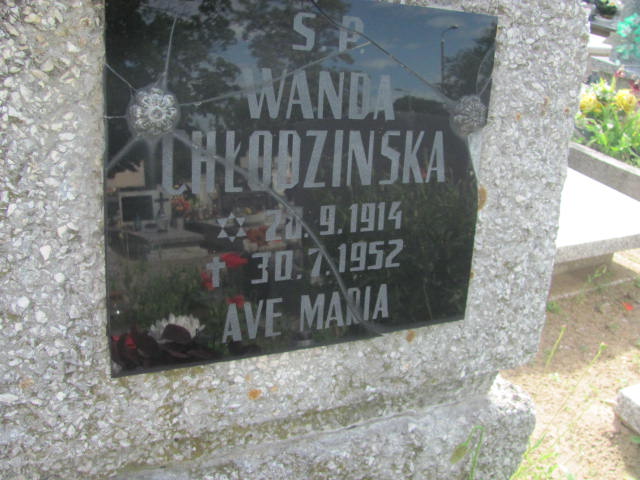 S. P.
WANDA
CHŁODZINSKA
✡ 20.9.1914
† 30.7.1952
AVE MARIA